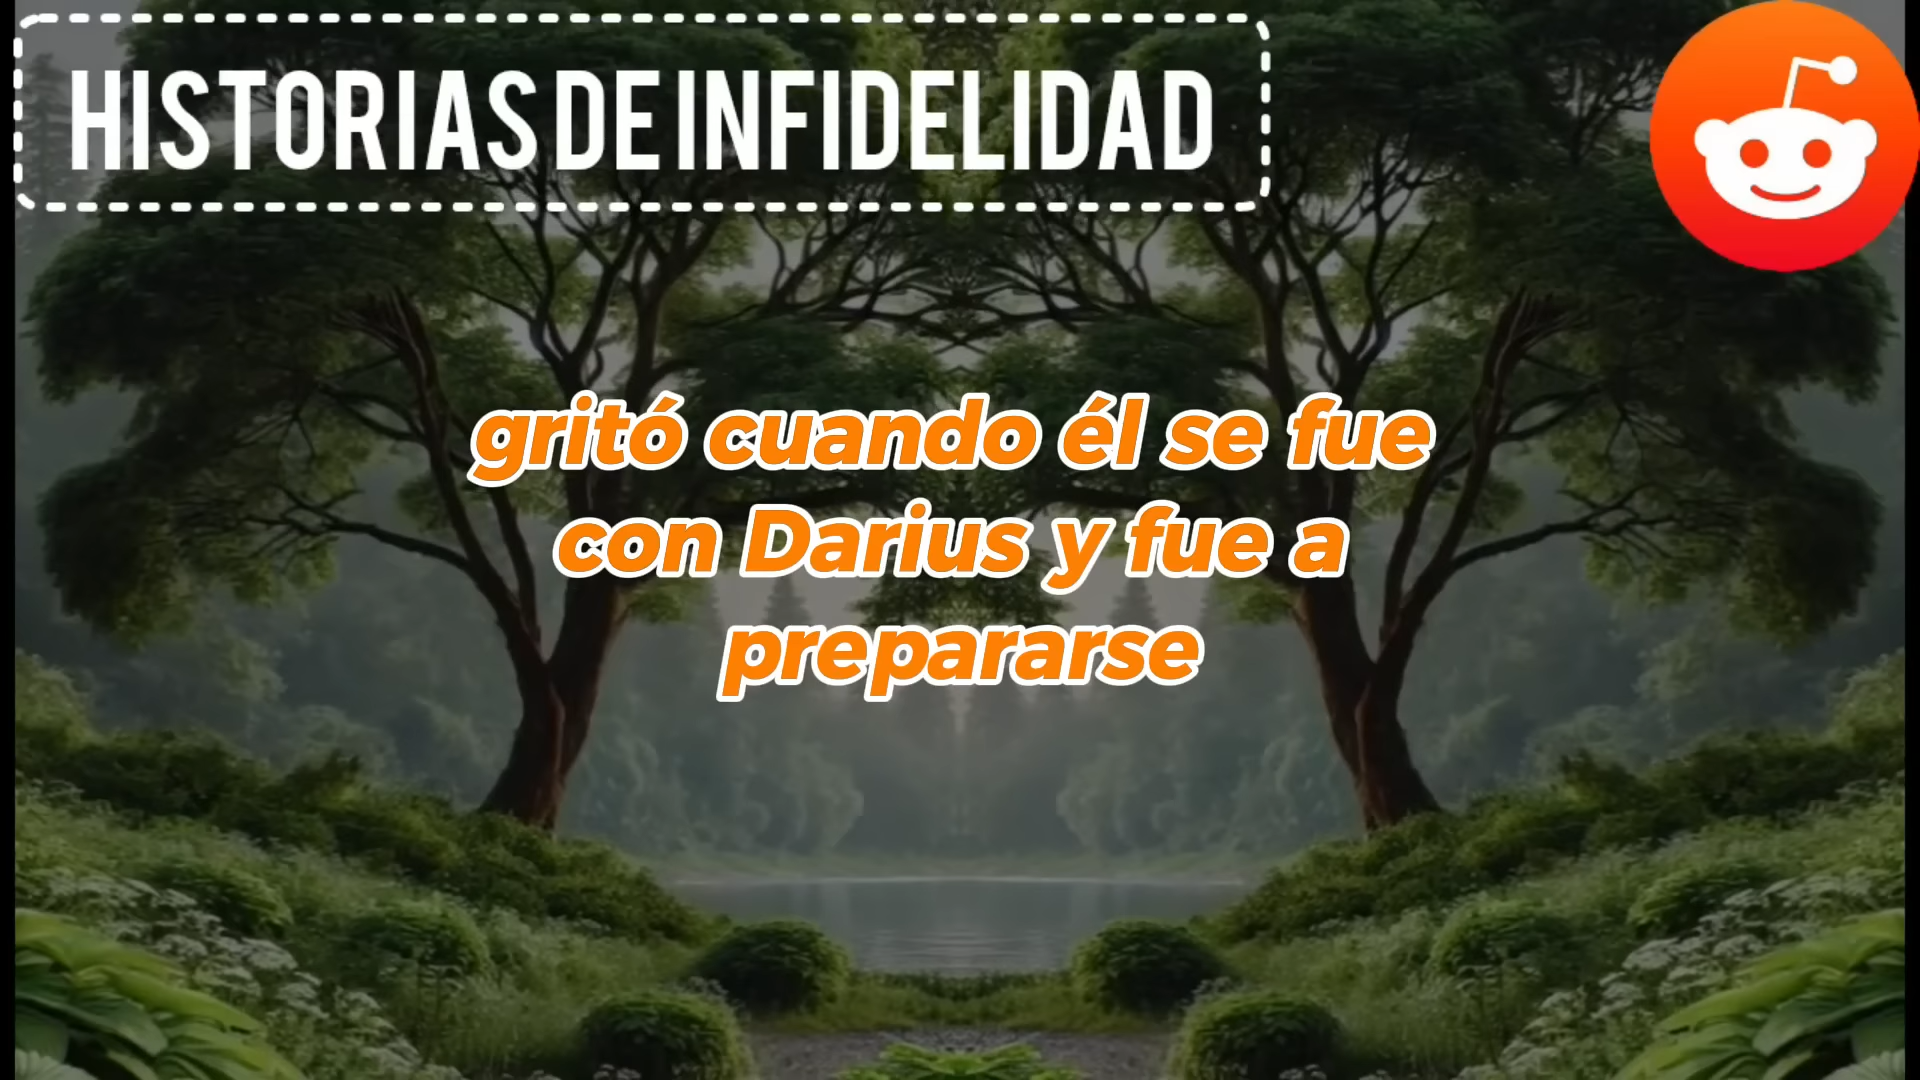 HISTORIAS DE INFIDELIDAD
gritó cuando él se fue
con Darius y fue a
prepararse